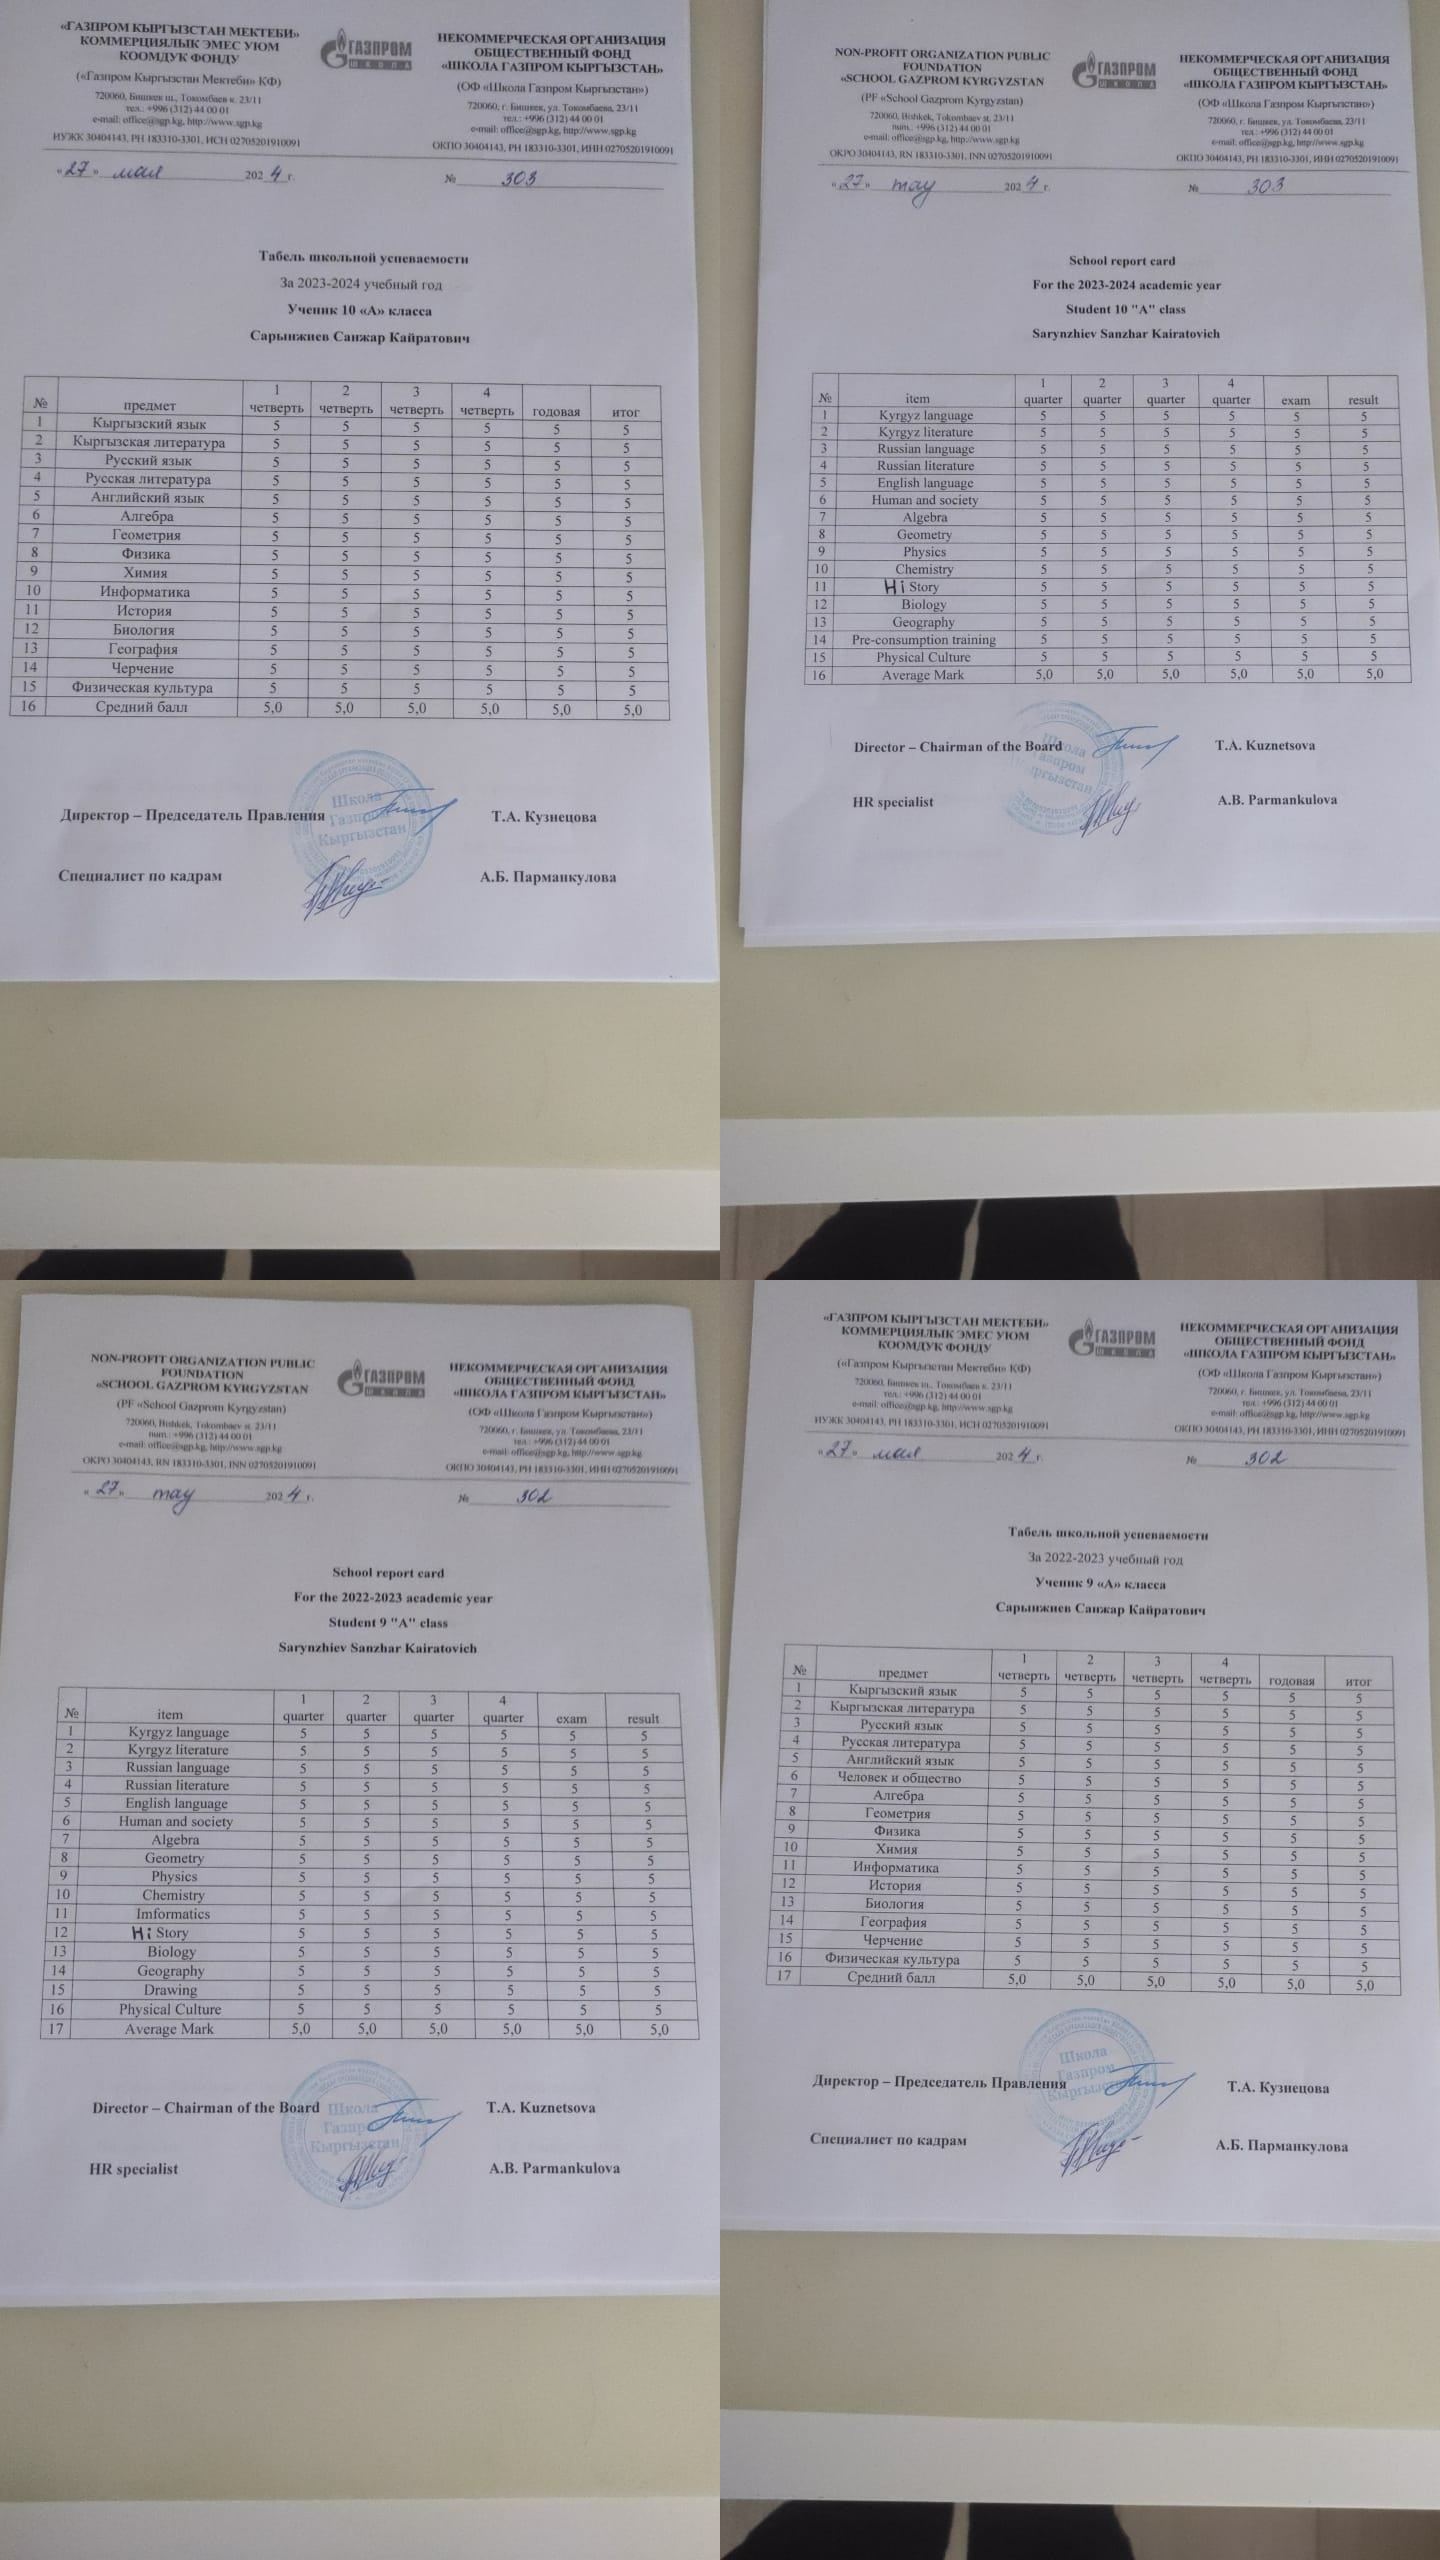 «ГАЗПРОМ КЫРГЫЗСТАН МЕКТЕБИ»
КОММЕРЦИЯЛЫК ЭМЕС УЮМ
КООМДУК ФОНДУ
(«Газпром Кыргызстан Мектеби» КФ)
720060, Бишкек ш., Токомбаев к. 23/11
тел.: +996 (312) 44 00 01
e-mail: office@sgp.kg, http://www.sgp.kg
ИУЖК 30404143, РН 183310-3301, ИСН 02705201910091
ГАЗПРОМ
ШКОЛА
НЕКОММЕРЧЕСКАЯ ОРГАНИЗАЦИЯ
ОБЩЕСТВЕННЫЙ ФОНД
«ШКОЛА ГАЗПРОМ КЫРГЫЗСТАН»
(ОФ «Школа Газпром Кыргызстан»)
720060, г. Бишкек, ул. Токомбаева, 23/11
тел.: +996 (312) 44 00 01
e-mail: office@sgp.kg, http://www.sgp.kg
ОКПО 30404143, РН 183310-3301, ИНН 02705201910091
«27» мая 2024 г. № 303
Табель школьной успеваемости
За 2023-2024 учебный год
Ученик 10 «А» класса
Сарынжиев Санжар Кайратович
№ предмет 1 четверть 2 четверть 3 четверть 4 четверть годовая итог
1 Кыргызский язык 5 5 5 5 5 5
2 Кыргызская литература 5 5 5 5 5 5
3 Русский язык 5 5 5 5 5 5
4 Русская литература 5 5 5 5 5 5
5 Английский язык 5 5 5 5 5 5
6 Алгебра 5 5 5 5 5 5
7 Геометрия 5 5 5 5 5 5
8 Физика 5 5 5 5 5 5
9 Химия 5 5 5 5 5 5
10 Информатика 5 5 5 5 5 5
11 История 5 5 5 5 5 5
12 Биология 5 5 5 5 5 5
13 География 5 5 5 5 5 5
14 Черчение 5 5 5 5 5 5
15 Физическая культура 5 5 5 5 5 5
16 Средний балл 5,0 5,0 5,0 5,0 5,0 5,0
Директор – Председатель Правления Т.А. Кузнецова
Школа
Газпром
Кыргызстан
Специалист по кадрам А.Б. Парманкулова
NON-PROFIT ORGANIZATION PUBLIC
FOUNDATION
«SCHOOL GAZPROM KYRGYZSTAN
(PF «School Gazprom Kyrgyzstan)
720060, Bishkek, Tokombaev st. 23/11
num.: +996 (312) 44 00 01
e-mail: office@sgp.kg, http://www.sgp.kg
OKPO 30404143, RN 183310-3301, INN 02705201910091
ГАЗПРОМ
ШКОЛА
НЕКОММЕРЧЕСКАЯ ОРГАНИЗАЦИЯ
ОБЩЕСТВЕННЫЙ ФОНД
«ШКОЛА ГАЗПРОМ КЫРГЫЗСТАН»
(ОФ «Школа Газпром Кыргызстан»)
720060, г. Бишкек, ул. Токомбаева, 23/11
тел.: +996 (312) 44 00 01
e-mail: office@sgp.kg, http://www.sgp.kg
ОКПО 30404143, РН 183310-3301, ИНН 02705201910091
«27» may 2024 г. № 303
School report card
For the 2023-2024 academic year
Student 10 "A" class
Sarynzhiev Sanzhar Kairatovich
№ item 1 quarter 2 quarter 3 quarter 4 quarter exam result
1 Kyrgyz language 5 5 5 5 5 5
2 Kyrgyz literature 5 5 5 5 5 5
3 Russian language 5 5 5 5 5 5
4 Russian literature 5 5 5 5 5 5
5 English language 5 5 5 5 5 5
6 Human and society 5 5 5 5 5 5
7 Algebra 5 5 5 5 5 5
8 Geometry 5 5 5 5 5 5
9 Physics 5 5 5 5 5 5
10 Chemistry 5 5 5 5 5 5
11 Hi Story 5 5 5 5 5 5
12 Biology 5 5 5 5 5 5
13 Geography 5 5 5 5 5 5
14 Pre-consumption training 5 5 5 5 5 5
15 Physical Culture 5 5 5 5 5 5
16 Average Mark 5,0 5,0 5,0 5,0 5,0 5,0
Director – Chairman of the Board T.A. Kuznetsova
Школа
Газпром
Кыргызстан
HR specialist A.B. Parmankulova
NON-PROFIT ORGANIZATION PUBLIC
FOUNDATION
«SCHOOL GAZPROM KYRGYZSTAN
(PF «School Gazprom Kyrgyzstan)
720060, Bishkek, Tokombaev st. 23/11
num.: +996 (312) 44 00 01
e-mail: office@sgp.kg, http://www.sgp.kg
OKPO 30404143, RN 183310-3301, INN 02705201910091
ГАЗПРОМ
ШКОЛА
НЕКОММЕРЧЕСКАЯ ОРГАНИЗАЦИЯ
ОБЩЕСТВЕННЫЙ ФОНД
«ШКОЛА ГАЗПРОМ КЫРГЫЗСТАН»
(ОФ «Школа Газпром Кыргызстан»)
720060, г. Бишкек, ул. Токомбаева, 23/11
тел.: +996 (312) 44 00 01
e-mail: office@sgp.kg, http://www.sgp.kg
ОКПО 30404143, РН 183310-3301, ИНН 02705201910091
«27» may 2024 г. № 302
School report card
For the 2022-2023 academic year
Student 9 "A" class
Sarynzhiev Sanzhar Kairatovich
№ item 1 quarter 2 quarter 3 quarter 4 quarter exam result
1 Kyrgyz language 5 5 5 5 5 5
2 Kyrgyz literature 5 5 5 5 5 5
3 Russian language 5 5 5 5 5 5
4 Russian literature 5 5 5 5 5 5
5 English language 5 5 5 5 5 5
6 Human and society 5 5 5 5 5 5
7 Algebra 5 5 5 5 5 5
8 Geometry 5 5 5 5 5 5
9 Physics 5 5 5 5 5 5
10 Chemistry 5 5 5 5 5 5
11 Imformatics 5 5 5 5 5 5
12 Hi Story 5 5 5 5 5 5
13 Biology 5 5 5 5 5 5
14 Geography 5 5 5 5 5 5
15 Drawing 5 5 5 5 5 5
16 Physical Culture 5 5 5 5 5 5
17 Average Mark 5,0 5,0 5,0 5,0 5,0 5,0
Director – Chairman of the Board T.A. Kuznetsova
Школа
Газпром
Кыргызстан
HR specialist A.B. Parmankulova
«ГАЗПРОМ КЫРГЫЗСТАН МЕКТЕБИ»
КОММЕРЦИЯЛЫК ЭМЕС УЮМ
КООМДУК ФОНДУ
(«Газпром Кыргызстан Мектеби» КФ)
720060, Бишкек ш., Токомбаев к. 23/11
тел.: +996 (312) 44 00 01
e-mail: office@sgp.kg, http://www.sgp.kg
ИУЖК 30404143, РН 183310-3301, ИСН 02705201910091
ГАЗПРОМ
ШКОЛА
НЕКОММЕРЧЕСКАЯ ОРГАНИЗАЦИЯ
ОБЩЕСТВЕННЫЙ ФОНД
«ШКОЛА ГАЗПРОМ КЫРГЫЗСТАН»
(ОФ «Школа Газпром Кыргызстан»)
720060, г. Бишкек, ул. Токомбаева, 23/11
тел.: +996 (312) 44 00 01
e-mail: office@sgp.kg, http://www.sgp.kg
ОКПО 30404143, РН 183310-3301, ИНН 02705201910091
«27» мая 2024 г. № 302
Табель школьной успеваемости
За 2022-2023 учебный год
Ученик 9 «А» класса
Сарынжиев Санжар Кайратович
№ предмет 1 четверть 2 четверть 3 четверть 4 четверть годовая итог
1 Кыргызский язык 5 5 5 5 5 5
2 Кыргызская литература 5 5 5 5 5 5
3 Русский язык 5 5 5 5 5 5
4 Русская литература 5 5 5 5 5 5
5 Английский язык 5 5 5 5 5 5
6 Человек и общество 5 5 5 5 5 5
7 Алгебра 5 5 5 5 5 5
8 Геометрия 5 5 5 5 5 5
9 Физика 5 5 5 5 5 5
10 Химия 5 5 5 5 5 5
11 Информатика 5 5 5 5 5 5
12 История 5 5 5 5 5 5
13 Биология 5 5 5 5 5 5
14 География 5 5 5 5 5 5
15 Черчение 5 5 5 5 5 5
16 Физическая культура 5 5 5 5 5 5
17 Средний балл 5,0 5,0 5,0 5,0 5,0 5,0
Директор – Председатель Правления Т.А. Кузнецова
Школа
Газпром
Кыргызстан
Специалист по кадрам А.Б. Парманкулова